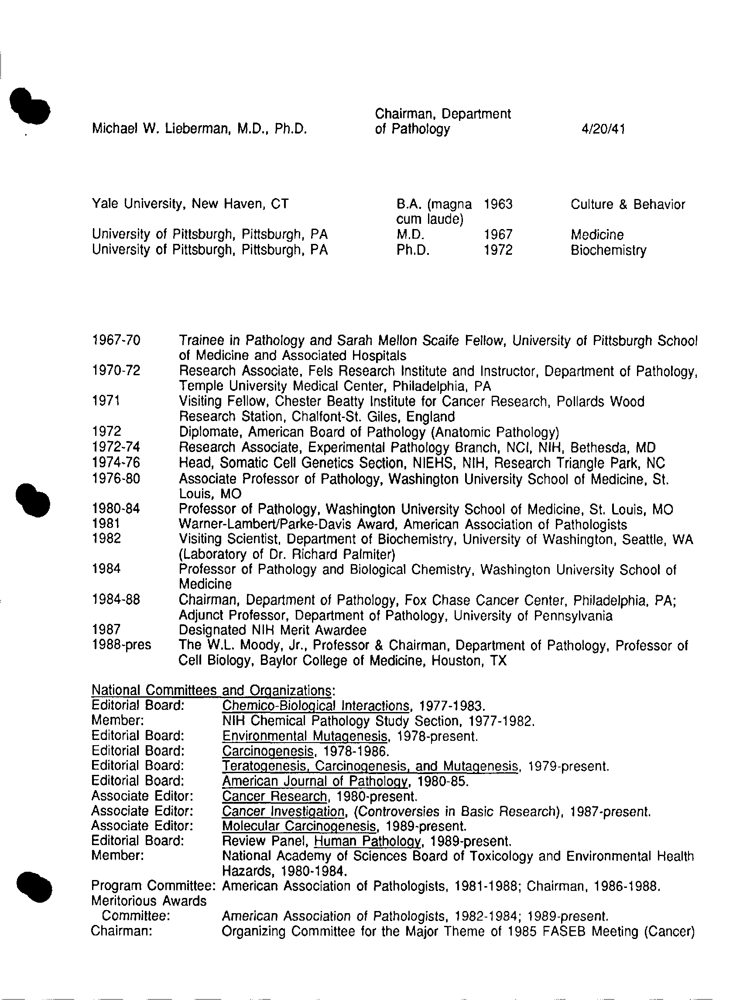 Chairman, Department
Michael W. Lieberman, M.D., Ph.D. of Pathology 4/20/41
Yale University, New Haven, CT B.A. (magna 1963 Culture & Behavior
cum laude)
University of Pittsburgh, Pittsburgh, PA M.D. 1967 Medicine
University of Pittsburgh, Pittsburgh, PA Ph.D. 1972 Biochemistry
1967-70 Trainee in Pathology and Sarah Mellon Scaife Fellow, University of Pittsburgh School
of Medicine and Associated Hospitals
1970-72 Research Associate, Fels Research Institute and Instructor, Department of Pathology,
Temple University Medical Center, Philadelphia, PA
1971 Visiting Fellow, Chester Beatty Institute for Cancer Research, Pollards Wood
Research Station, Chalfont-St. Giles, England
1972 Diplomate, American Board of Pathology (Anatomic Pathology)
1972-74 Research Associate, Experimental Pathology Branch, NCI, NIH, Bethesda, MD
1974-76 Head, Somatic Cell Genetics Section, NIEHS, NIH, Research Triangle Park, NC
1976-80 Associate Professor of Pathology, Washington University School of Medicine, St.
Louis, MO
1980-84 Professor of Pathology, Washington University School of Medicine, St. Louis, MO
1981 Warner-Lambert/Parke-Davis Award, American Association of Pathologists
1982 Visiting Scientist, Department of Biochemistry, University of Washington, Seattle, WA
(Laboratory of Dr. Richard Palmiter)
1984 Professor of Pathology and Biological Chemistry, Washington University School of
Medicine
1984-88 Chairman, Department of Pathology, Fox Chase Cancer Center, Philadelphia, PA;
Adjunct Professor, Department of Pathology, University of Pennsylvania
1987 Designated NIH Merit Awardee
1988-pres The W.L. Moody, Jr., Professor & Chairman, Department of Pathology, Professor of
Cell Biology, Baylor College of Medicine, Houston, TX
National Committees and Organizations:
Editorial Board: Chemico-Biological Interactions, 1977-1983.
Member: NIH Chemical Pathology Study Section, 1977-1982.
Editorial Board: Environmental Mutagenesis, 1978-present.
Editorial Board: Carcinogenesis, 1978-1986.
Editorial Board: Teratogenesis, Carcinogenesis, and Mutagenesis, 1979-present.
Editorial Board: American Journal of Pathology, 1980-85.
Associate Editor: Cancer Research, 1980-present.
Associate Editor: Cancer Investigation, (Controversies in Basic Research), 1987-present.
Associate Editor: Molecular Carcinogenesis, 1989-present.
Editorial Board: Review Panel, Human Pathology, 1989-present.
Member: National Academy of Sciences Board of Toxicology and Environmental Health
Hazards, 1980-1984.
Program Committee: American Association of Pathologists, 1981-1988; Chairman, 1986-1988.
Meritorious Awards
Committee: American Association of Pathologists, 1982-1984; 1989-present.
Chairman: Organizing Committee for the Major Theme of 1985 FASEB Meeting (Cancer)